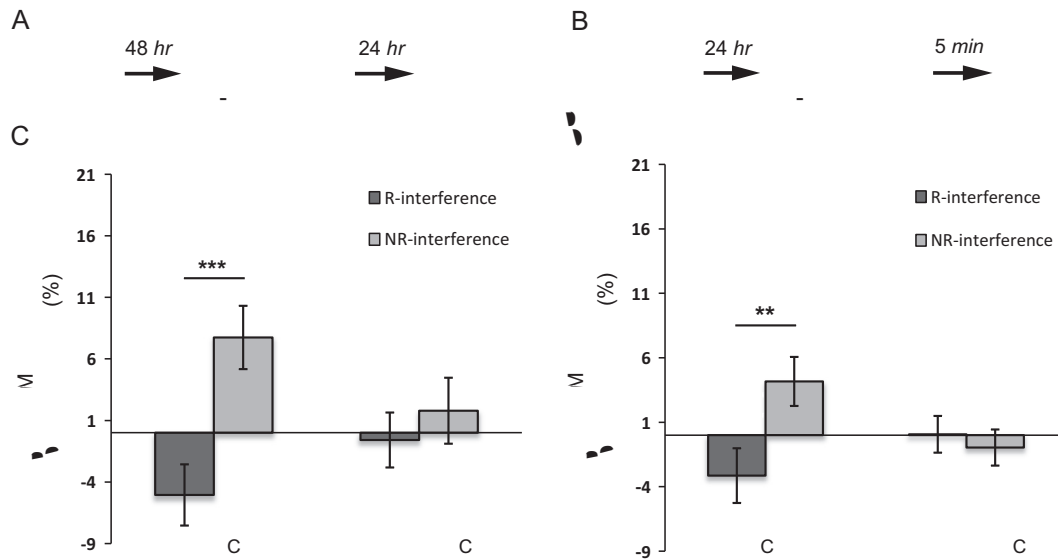 A
48 hr
24 hr
-
B
24 hr
5 min
-
C
21
16
11
6
1
-4
-9
(%)
M
R-interference
NR-interference
***
C
C
21
16
11
6
1
-4
-9
(%)
M
R-interference
NR-interference
**
C
C